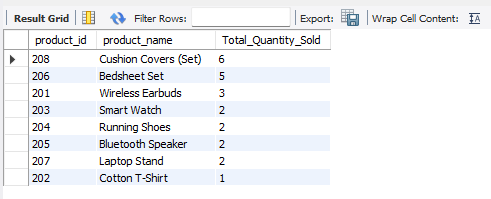 Result Grid Filter Rows: Export: Wrap Cell Content:
product_id product_name Total_Quantity_Sold
208 Cushion Covers (Set) 6
206 Bedsheet Set 5
201 Wireless Earbuds 3
203 Smart Watch 2
204 Running Shoes 2
205 Bluetooth Speaker 2
207 Laptop Stand 2
202 Cotton T-Shirt 1